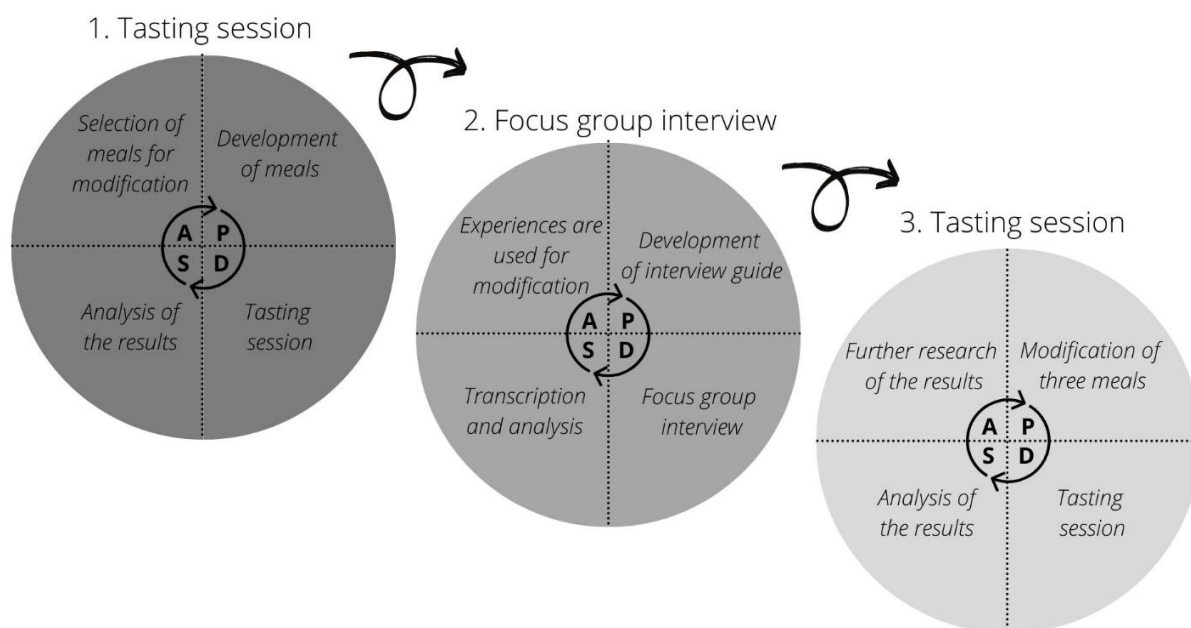 1. Tasting session
Selection of
meals for
modification
Development
of meals
A P
S D
Analysis of
the results
Tasting
session
2. Focus group interview
Experiences are
used for
modification
Development
of interview guide
A P
S D
Transcription
and analysis
Focus group
interview
3. Tasting session
Further research
of the results
Modification of
three meals
A P
S D
Analysis of
the results
Tasting
session